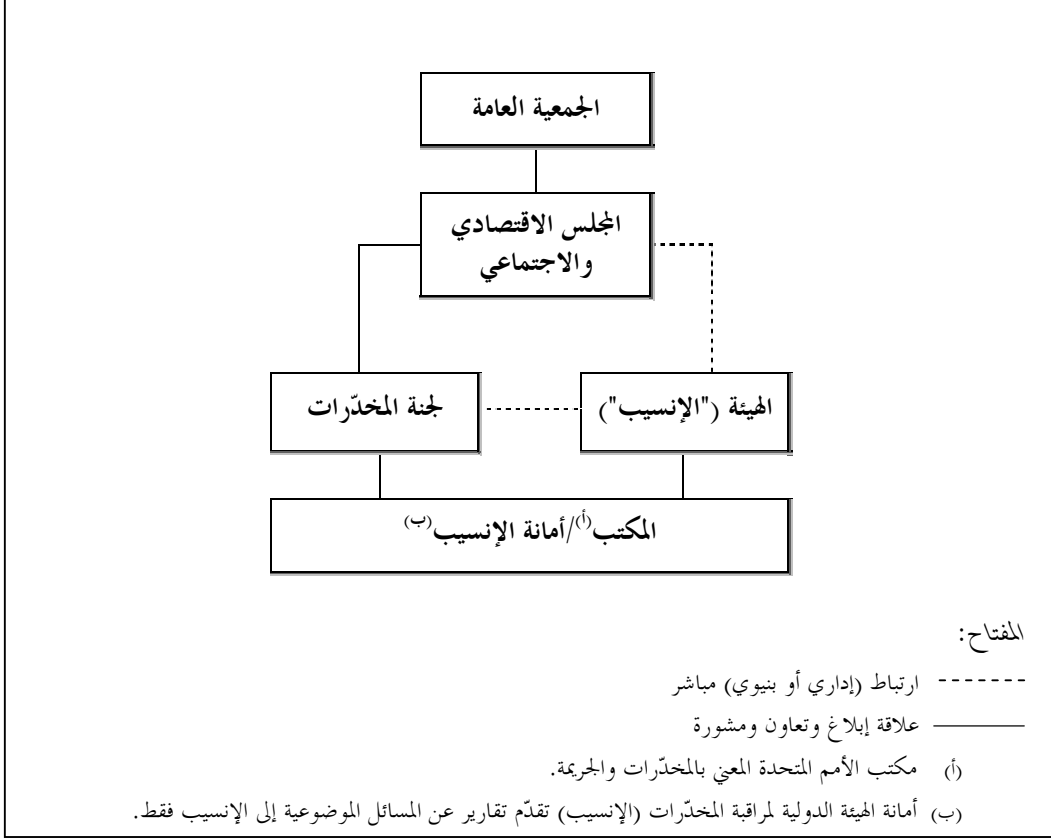 الجمعية العامة
المجلس الاقتصادي
والاجتماعي
الهيئة ("الإنسيب")
لجنة المخدّرات
المكتب(أ)/أمانة الإنسيب(ب)
المفتاح:
ارتباط (إداري أو بنيوي) مباشر
علاقة إبلاغ وتعاون ومشورة
(أ) مكتب الأمم المتحدة المعني بالمخدّرات والجريمة.
(ب) أمانة الهيئة الدولية لمراقبة المخدّرات (الإنسيب) تقدّم تقارير عن المسائل الموضوعية إلى الإنسيب فقط.